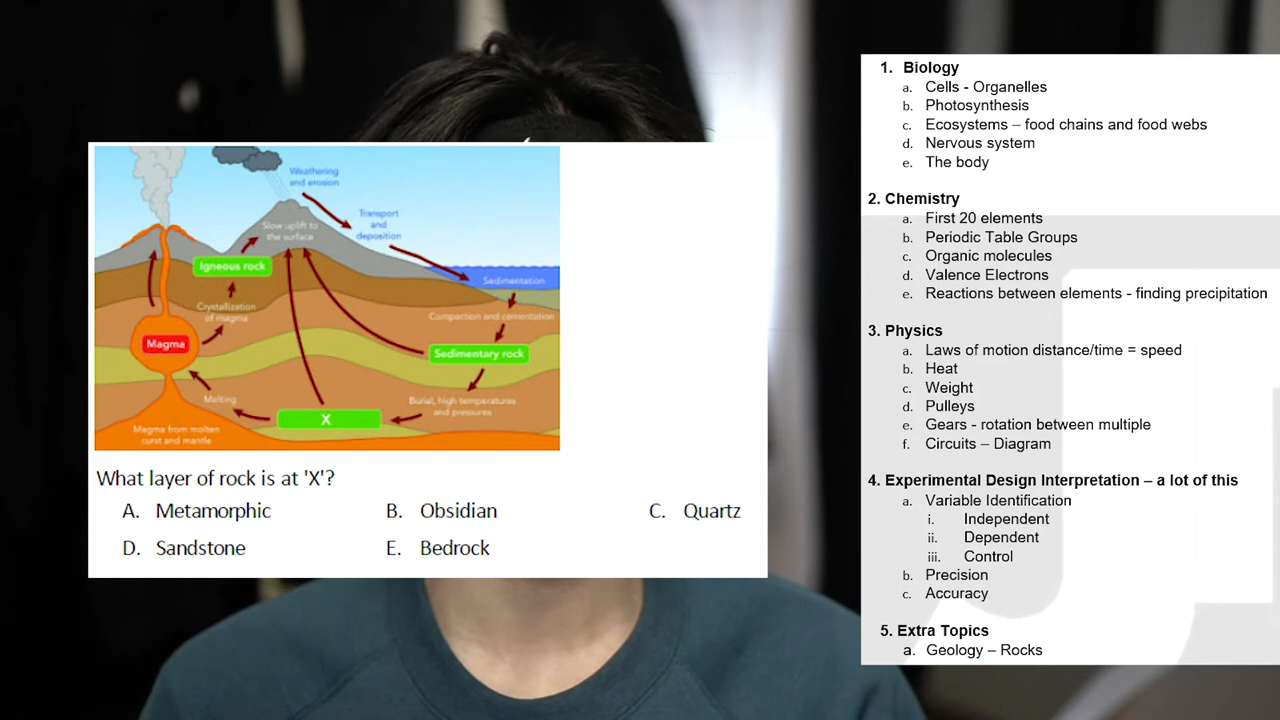 Weathering
and erosion
Transport
and
deposition
Slow uplift to
the surface
Igneous rock
Sedimentation
Crystallization
of magma
Compaction and cementation
Magma
Sedimentary rock
Melting
Burial, high temperatures
and pressures
X
Magma from molten
curst and mantle
What layer of rock is at 'X'?
A. Metamorphic B. Obsidian C. Quartz
D. Sandstone E. Bedrock
1. Biology
a. Cells - Organelles
b. Photosynthesis
c. Ecosystems – food chains and food webs
d. Nervous system
e. The body
2. Chemistry
a. First 20 elements
b. Periodic Table Groups
c. Organic molecules
d. Valence Electrons
e. Reactions between elements - finding precipitation
3. Physics
a. Laws of motion distance/time = speed
b. Heat
c. Weight
d. Pulleys
e. Gears - rotation between multiple
f. Circuits – Diagram
4. Experimental Design Interpretation – a lot of this
a. Variable Identification
i. Independent
ii. Dependent
iii. Control
b. Precision
c. Accuracy
5. Extra Topics
a. Geology – Rocks